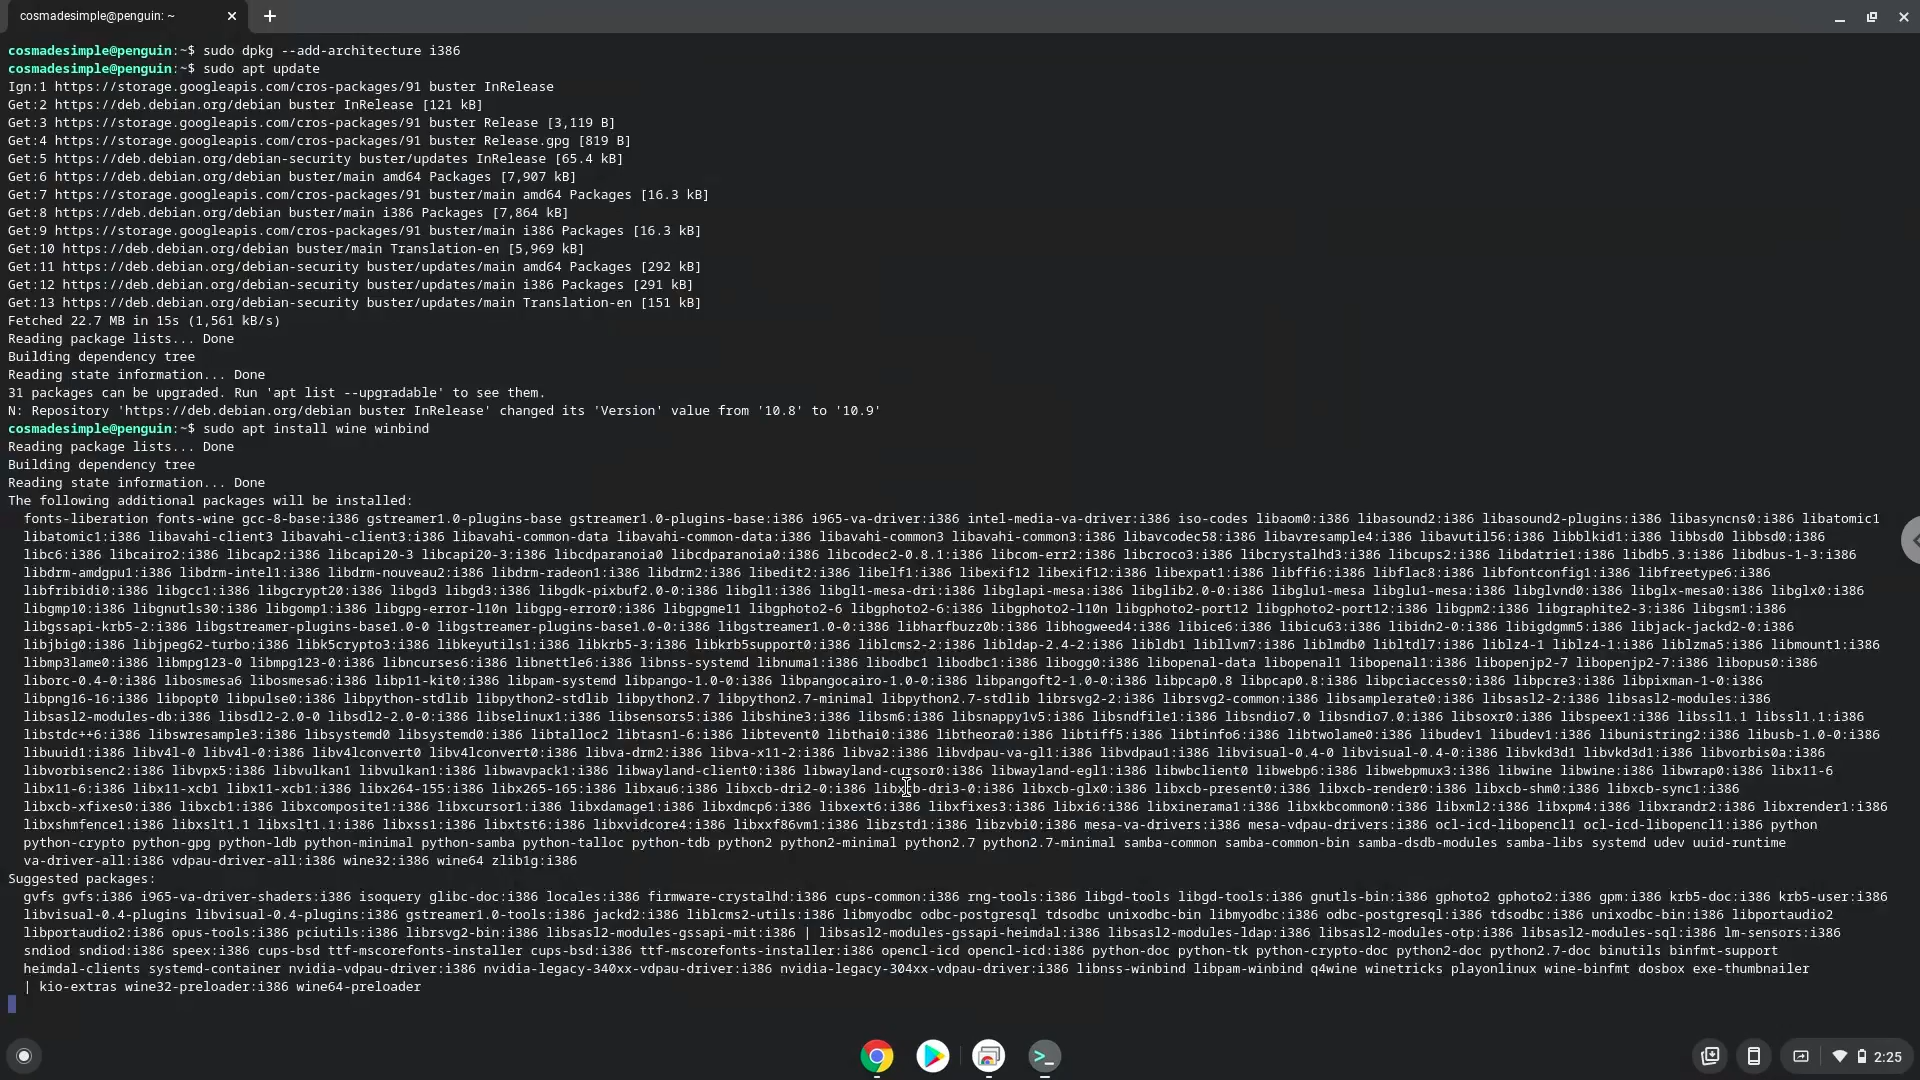 cosmadesimple@penguin: ~
cosmadesimple@penguin:~$ sudo dpkg --add-architecture i386
cosmadesimple@penguin:~$ sudo apt update
Ign:1 https://storage.googleapis.com/cros-packages/91 buster InRelease
Get:2 https://deb.debian.org/debian buster InRelease [121 kB]
Get:3 https://storage.googleapis.com/cros-packages/91 buster Release [3,119 B]
Get:4 https://storage.googleapis.com/cros-packages/91 buster Release.gpg [819 B]
Get:5 https://deb.debian.org/debian-security buster/updates InRelease [65.4 kB]
Get:6 https://deb.debian.org/debian buster/main amd64 Packages [7,907 kB]
Get:7 https://storage.googleapis.com/cros-packages/91 buster/main amd64 Packages [16.3 kB]
Get:8 https://deb.debian.org/debian buster/main i386 Packages [7,864 kB]
Get:9 https://storage.googleapis.com/cros-packages/91 buster/main i386 Packages [16.3 kB]
Get:10 https://deb.debian.org/debian buster/main Translation-en [5,969 kB]
Get:11 https://deb.debian.org/debian-security buster/updates/main amd64 Packages [292 kB]
Get:12 https://deb.debian.org/debian-security buster/updates/main i386 Packages [291 kB]
Get:13 https://deb.debian.org/debian-security buster/updates/main Translation-en [151 kB]
Fetched 22.7 MB in 15s (1,561 kB/s)
Reading package lists... Done
Building dependency tree
Reading state information... Done
31 packages can be upgraded. Run 'apt list --upgradable' to see them.
N: Repository 'https://deb.debian.org/debian buster InRelease' changed its 'Version' value from '10.8' to '10.9'
cosmadesimple@penguin:~$ sudo apt install wine winbind
Reading package lists... Done
Building dependency tree
Reading state information... Done
The following additional packages will be installed:
fonts-liberation fonts-wine gcc-8-base:i386 gstreamer1.0-plugins-base gstreamer1.0-plugins-base:i386 i965-va-driver:i386 intel-media-va-driver:i386 iso-codes libaom0:i386 libasound2:i386 libasound2-plugins:i386 libasyncns0:i386 libatomic1
libatomic1:i386 libavahi-client3 libavahi-client3:i386 libavahi-common-data libavahi-common-data:i386 libavahi-common3 libavahi-common3:i386 libavcodec58:i386 libavresample4:i386 libavutil56:i386 libblkid1:i386 libbsd0 libbsd0:i386
libc6:i386 libcairo2:i386 libcap2:i386 libcapi20-3 libcapi20-3:i386 libcdparanoia0 libcdparanoia0:i386 libcodec2-0.8.1:i386 libcom-err2:i386 libcroco3:i386 libcrystalhd3:i386 libcups2:i386 libdatrie1:i386 libdb5.3:i386 libdbus-1-3:i386
libdrm-amdgpu1:i386 libdrm-intel1:i386 libdrm-nouveau2:i386 libdrm-radeon1:i386 libdrm2:i386 libedit2:i386 libelf1:i386 libexif12 libexif12:i386 libexpat1:i386 libffi6:i386 libflac8:i386 libfontconfig1:i386 libfreetype6:i386
libfribidi0:i386 libgcc1:i386 libgcrypt20:i386 libgd3 libgd3:i386 libgdk-pixbuf2.0-0:i386 libgl1:i386 libgl1-mesa-dri:i386 libglapi-mesa:i386 libglib2.0-0:i386 libglu1-mesa libglu1-mesa:i386 libglvnd0:i386 libglx-mesa0:i386 libglx0:i386
libgmp10:i386 libgnutls30:i386 libgomp1:i386 libgpg-error-l10n libgpg-error0:i386 libgpgme11 libgphoto2-6 libgphoto2-6:i386 libgphoto2-l10n libgphoto2-port12 libgphoto2-port12:i386 libgpm2:i386 libgraphite2-3:i386 libgsm1:i386
libgssapi-krb5-2:i386 libgstreamer-plugins-base1.0-0 libgstreamer-plugins-base1.0-0:i386 libgstreamer1.0-0:i386 libharfbuzz0b:i386 libhogweed4:i386 libice6:i386 libicu63:i386 libidn2-0:i386 libigdgmm5:i386 libjack-jackd2-0:i386
libjbig0:i386 libjpeg62-turbo:i386 libk5crypto3:i386 libkeyutils1:i386 libkrb5-3:i386 libkrb5support0:i386 liblcms2-2:i386 libldap-2.4-2:i386 libldb1 libllvm7:i386 liblmdb0 libltdl7:i386 liblz4-1 liblz4-1:i386 liblzma5:i386 libmount1:i386
libmp3lame0:i386 libmpg123-0 libmpg123-0:i386 libncurses6:i386 libnettle6:i386 libnss-systemd libnuma1:i386 libodbc1 libodbc1:i386 libogg0:i386 libopenal-data libopenal1 libopenal1:i386 libopenjp2-7 libopenjp2-7:i386 libopus0:i386
liborc-0.4-0:i386 libosmesa6 libosmesa6:i386 libp11-kit0:i386 libpam-systemd libpango-1.0-0:i386 libpangocairo-1.0-0:i386 libpangoft2-1.0-0:i386 libpcap0.8 libpcap0.8:i386 libpciaccess0:i386 libpcre3:i386 libpixman-1-0:i386
libpng16-16:i386 libpopt0 libpulse0:i386 libpython-stdlib libpython2-stdlib libpython2.7 libpython2.7-minimal libpython2.7-stdlib librsvg2-2:i386 librsvg2-common:i386 libsamplerate0:i386 libsasl2-2:i386 libsasl2-modules:i386
libsasl2-modules-db:i386 libsdl2-2.0-0 libsdl2-2.0-0:i386 libselinux1:i386 libsensors5:i386 libshine3:i386 libsm6:i386 libsnappy1v5:i386 libsndfile1:i386 libsndio7.0 libsndio7.0:i386 libsoxr0:i386 libspeex1:i386 libssl1.1 libssl1.1:i386
libstdc++6:i386 libswresample3:i386 libsystemd0 libsystemd0:i386 libtalloc2 libtasn1-6:i386 libtevent0 libthai0:i386 libtheora0:i386 libtiff5:i386 libtinfo6:i386 libtwolame0:i386 libudev1 libudev1:i386 libunistring2:i386 libusb-1.0-0:i386
libuuid1:i386 libv4l-0 libv4l-0:i386 libv4lconvert0 libv4lconvert0:i386 libva-drm2:i386 libva-x11-2:i386 libva2:i386 libvdpau-va-gl1:i386 libvdpau1:i386 libvisual-0.4-0 libvisual-0.4-0:i386 libvkd3d1 libvkd3d1:i386 libvorbis0a:i386
libvorbisenc2:i386 libvpx5:i386 libvulkan1 libvulkan1:i386 libwavpack1:i386 libwayland-client0:i386 libwayland-cursor0:i386 libwayland-egl1:i386 libwbclient0 libwebp6:i386 libwebpmux3:i386 libwine libwine:i386 libwrap0:i386 libx11-6
libx11-6:i386 libx11-xcb1 libx11-xcb1:i386 libx264-155:i386 libx265-165:i386 libxau6:i386 libxcb-dri2-0:i386 libxcb-dri3-0:i386 libxcb-glx0:i386 libxcb-present0:i386 libxcb-render0:i386 libxcb-shm0:i386 libxcb-sync1:i386
libxcb-xfixes0:i386 libxcb1:i386 libxcomposite1:i386 libxcursor1:i386 libxdamage1:i386 libxdmcp6:i386 libxext6:i386 libxfixes3:i386 libxi6:i386 libxinerama1:i386 libxkbcommon0:i386 libxml2:i386 libxpm4:i386 libxrandr2:i386 libxrender1:i386
libxshmfence1:i386 libxslt1.1 libxslt1.1:i386 libxss1:i386 libxtst6:i386 libxvidcore4:i386 libxxf86vm1:i386 libzstd1:i386 libzvbi0:i386 mesa-va-drivers:i386 mesa-vdpau-drivers:i386 ocl-icd-libopencl1 ocl-icd-libopencl1:i386 python
python-crypto python-gpg python-ldb python-minimal python-samba python-talloc python-tdb python2 python2-minimal python2.7 python2.7-minimal samba-common samba-common-bin samba-dsdb-modules samba-libs systemd udev uuid-runtime
va-driver-all:i386 vdpau-driver-all:i386 wine32:i386 wine64 zlib1g:i386
Suggested packages:
gvfs gvfs:i386 i965-va-driver-shaders:i386 isoquery glibc-doc:i386 locales:i386 firmware-crystalhd:i386 cups-common:i386 rng-tools:i386 libgd-tools libgd-tools:i386 gnutls-bin:i386 gphoto2 gphoto2:i386 gpm:i386 krb5-doc:i386 krb5-user:i386
libvisual-0.4-plugins libvisual-0.4-plugins:i386 gstreamer1.0-tools:i386 jackd2:i386 liblcms2-utils:i386 libmyodbc odbc-postgresql tdsodbc unixodbc-bin libmyodbc:i386 odbc-postgresql:i386 tdsodbc:i386 unixodbc-bin:i386 libportaudio2
libportaudio2:i386 opus-tools:i386 pciutils:i386 librsvg2-bin:i386 libsasl2-modules-gssapi-mit:i386 | libsasl2-modules-gssapi-heimdal:i386 libsasl2-modules-ldap:i386 libsasl2-modules-otp:i386 libsasl2-modules-sql:i386 lm-sensors:i386
sndiod sndiod:i386 speex:i386 cups-bsd ttf-mscorefonts-installer cups-bsd:i386 ttf-mscorefonts-installer:i386 opencl-icd opencl-icd:i386 python-doc python-tk python-crypto-doc python2-doc python2.7-doc binutils binfmt-support
heimdal-clients systemd-container nvidia-vdpau-driver:i386 nvidia-legacy-340xx-vdpau-driver:i386 nvidia-legacy-304xx-vdpau-driver:i386 libnss-winbind libpam-winbind q4wine winetricks playonlinux wine-binfmt dosbox exe-thumbnailer
| kio-extras wine32-preloader:i386 wine64-preloader
2:25